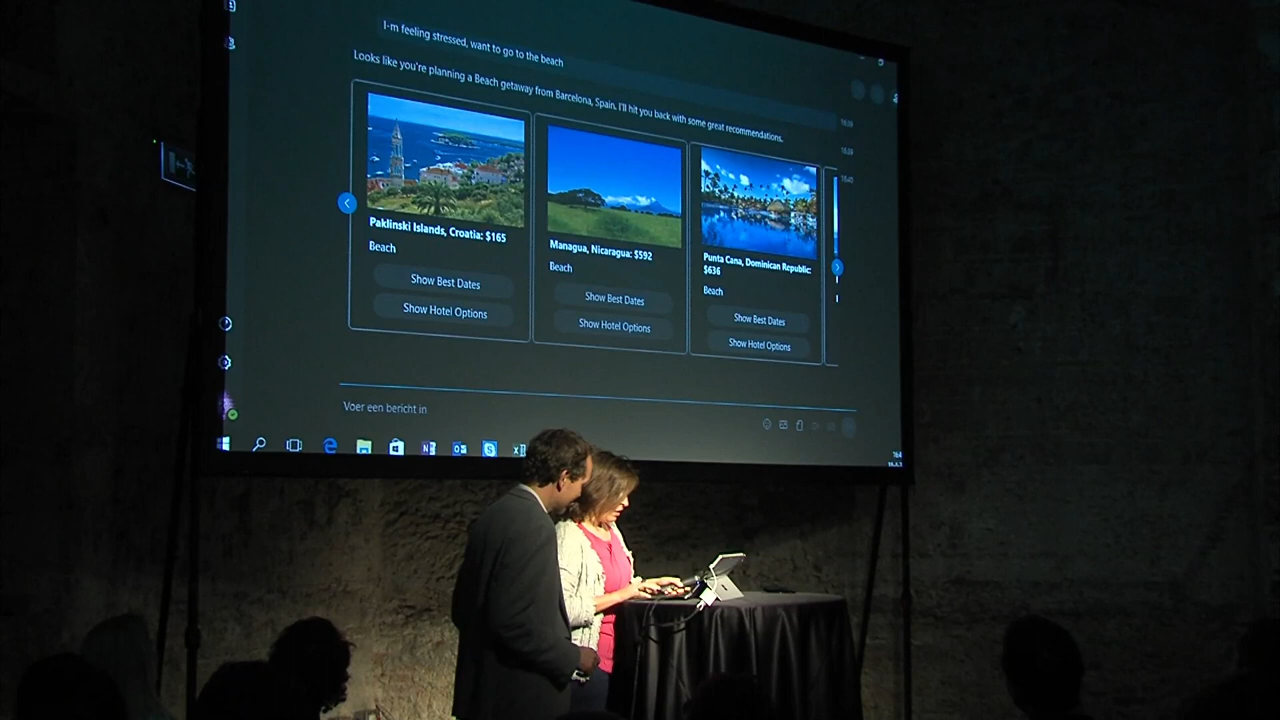 I-m feeling stressed, want to go to the beach
Looks like you're planning a Beach getaway from Barcelona, Spain. I'll hit you back with some great recommendations.
Paklinski Islands, Croatia: $165
Beach
Show Best Dates
Show Hotel Options
Managua, Nicaragua: $592
Beach
Show Best Dates
Show Hotel Options
Punta Cana, Dominican Republic:
$636
Beach
Show Best Dates
Show Hotel Options
Voer een bericht in